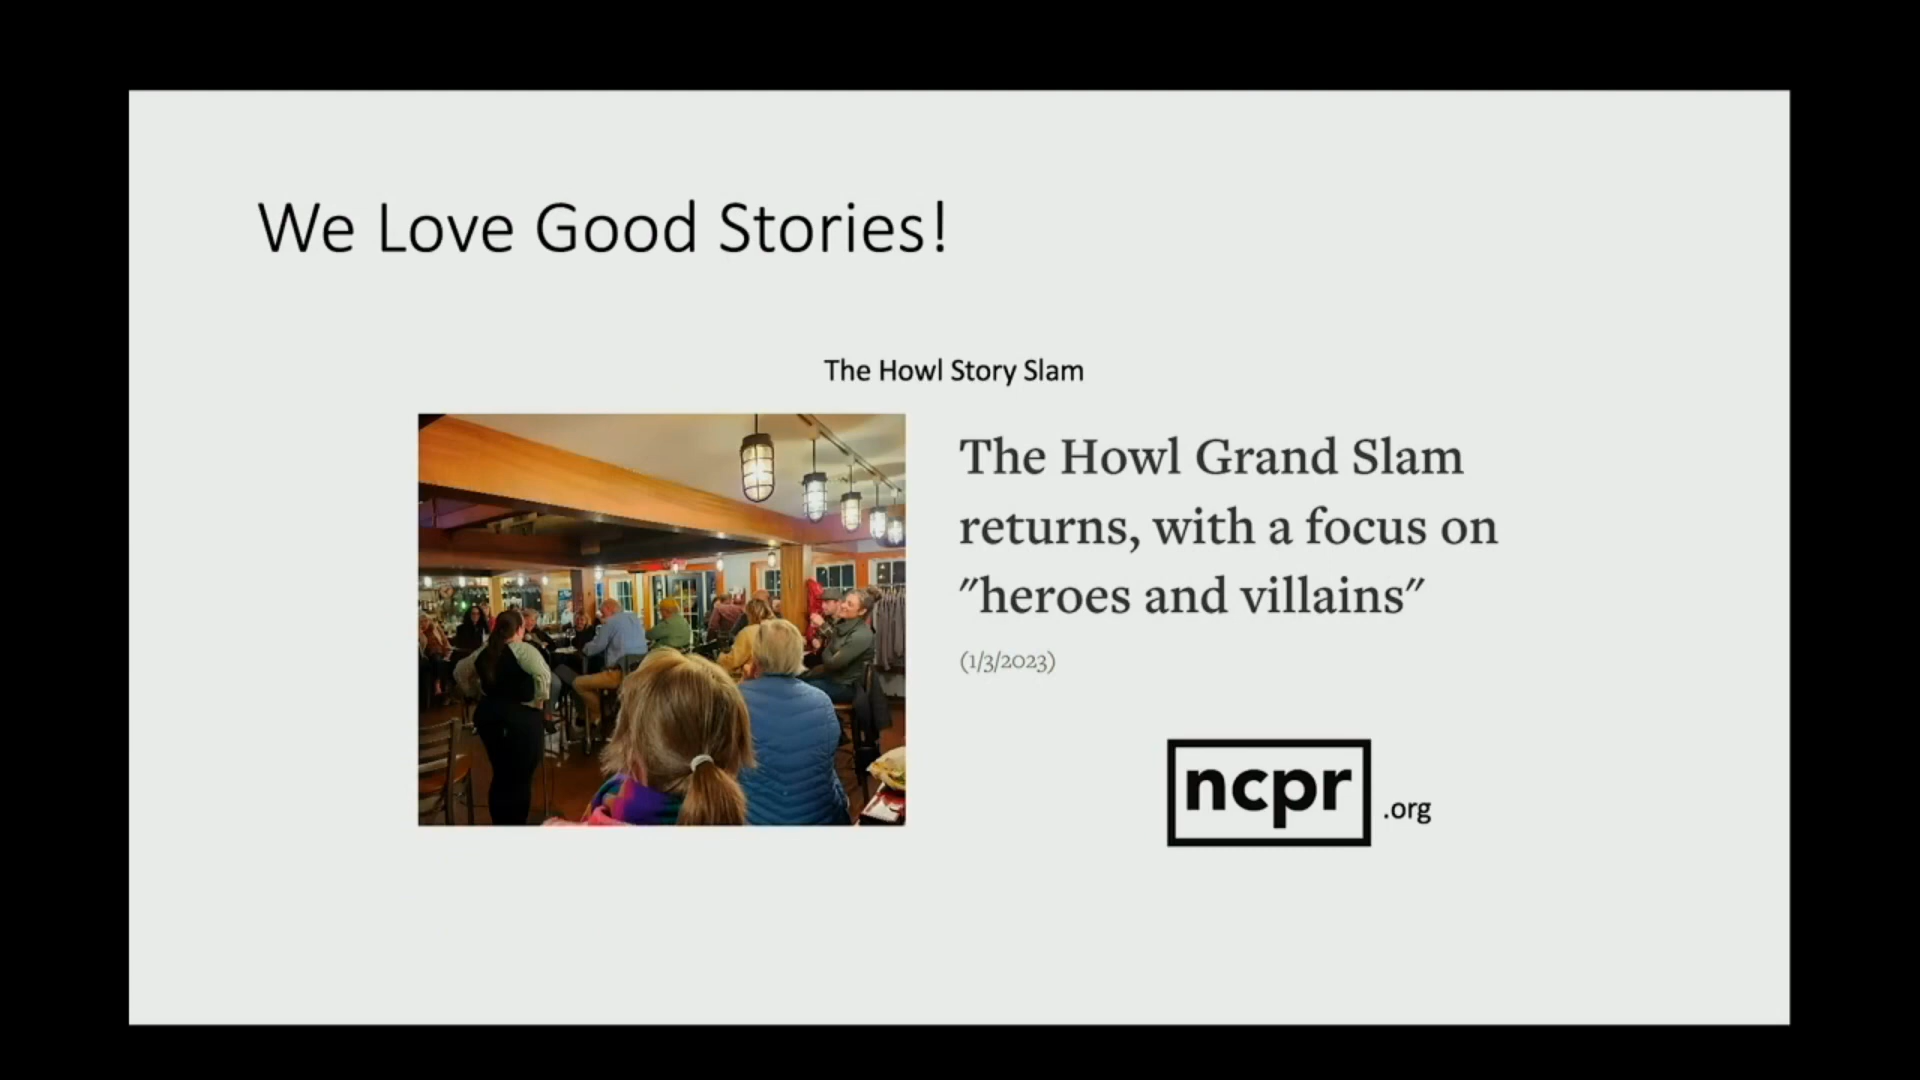 We Love Good Stories!
The Howl Story Slam
The Howl Grand Slam
returns, with a focus on
"heroes and villains"
(1/3/2023)
ncpr .org